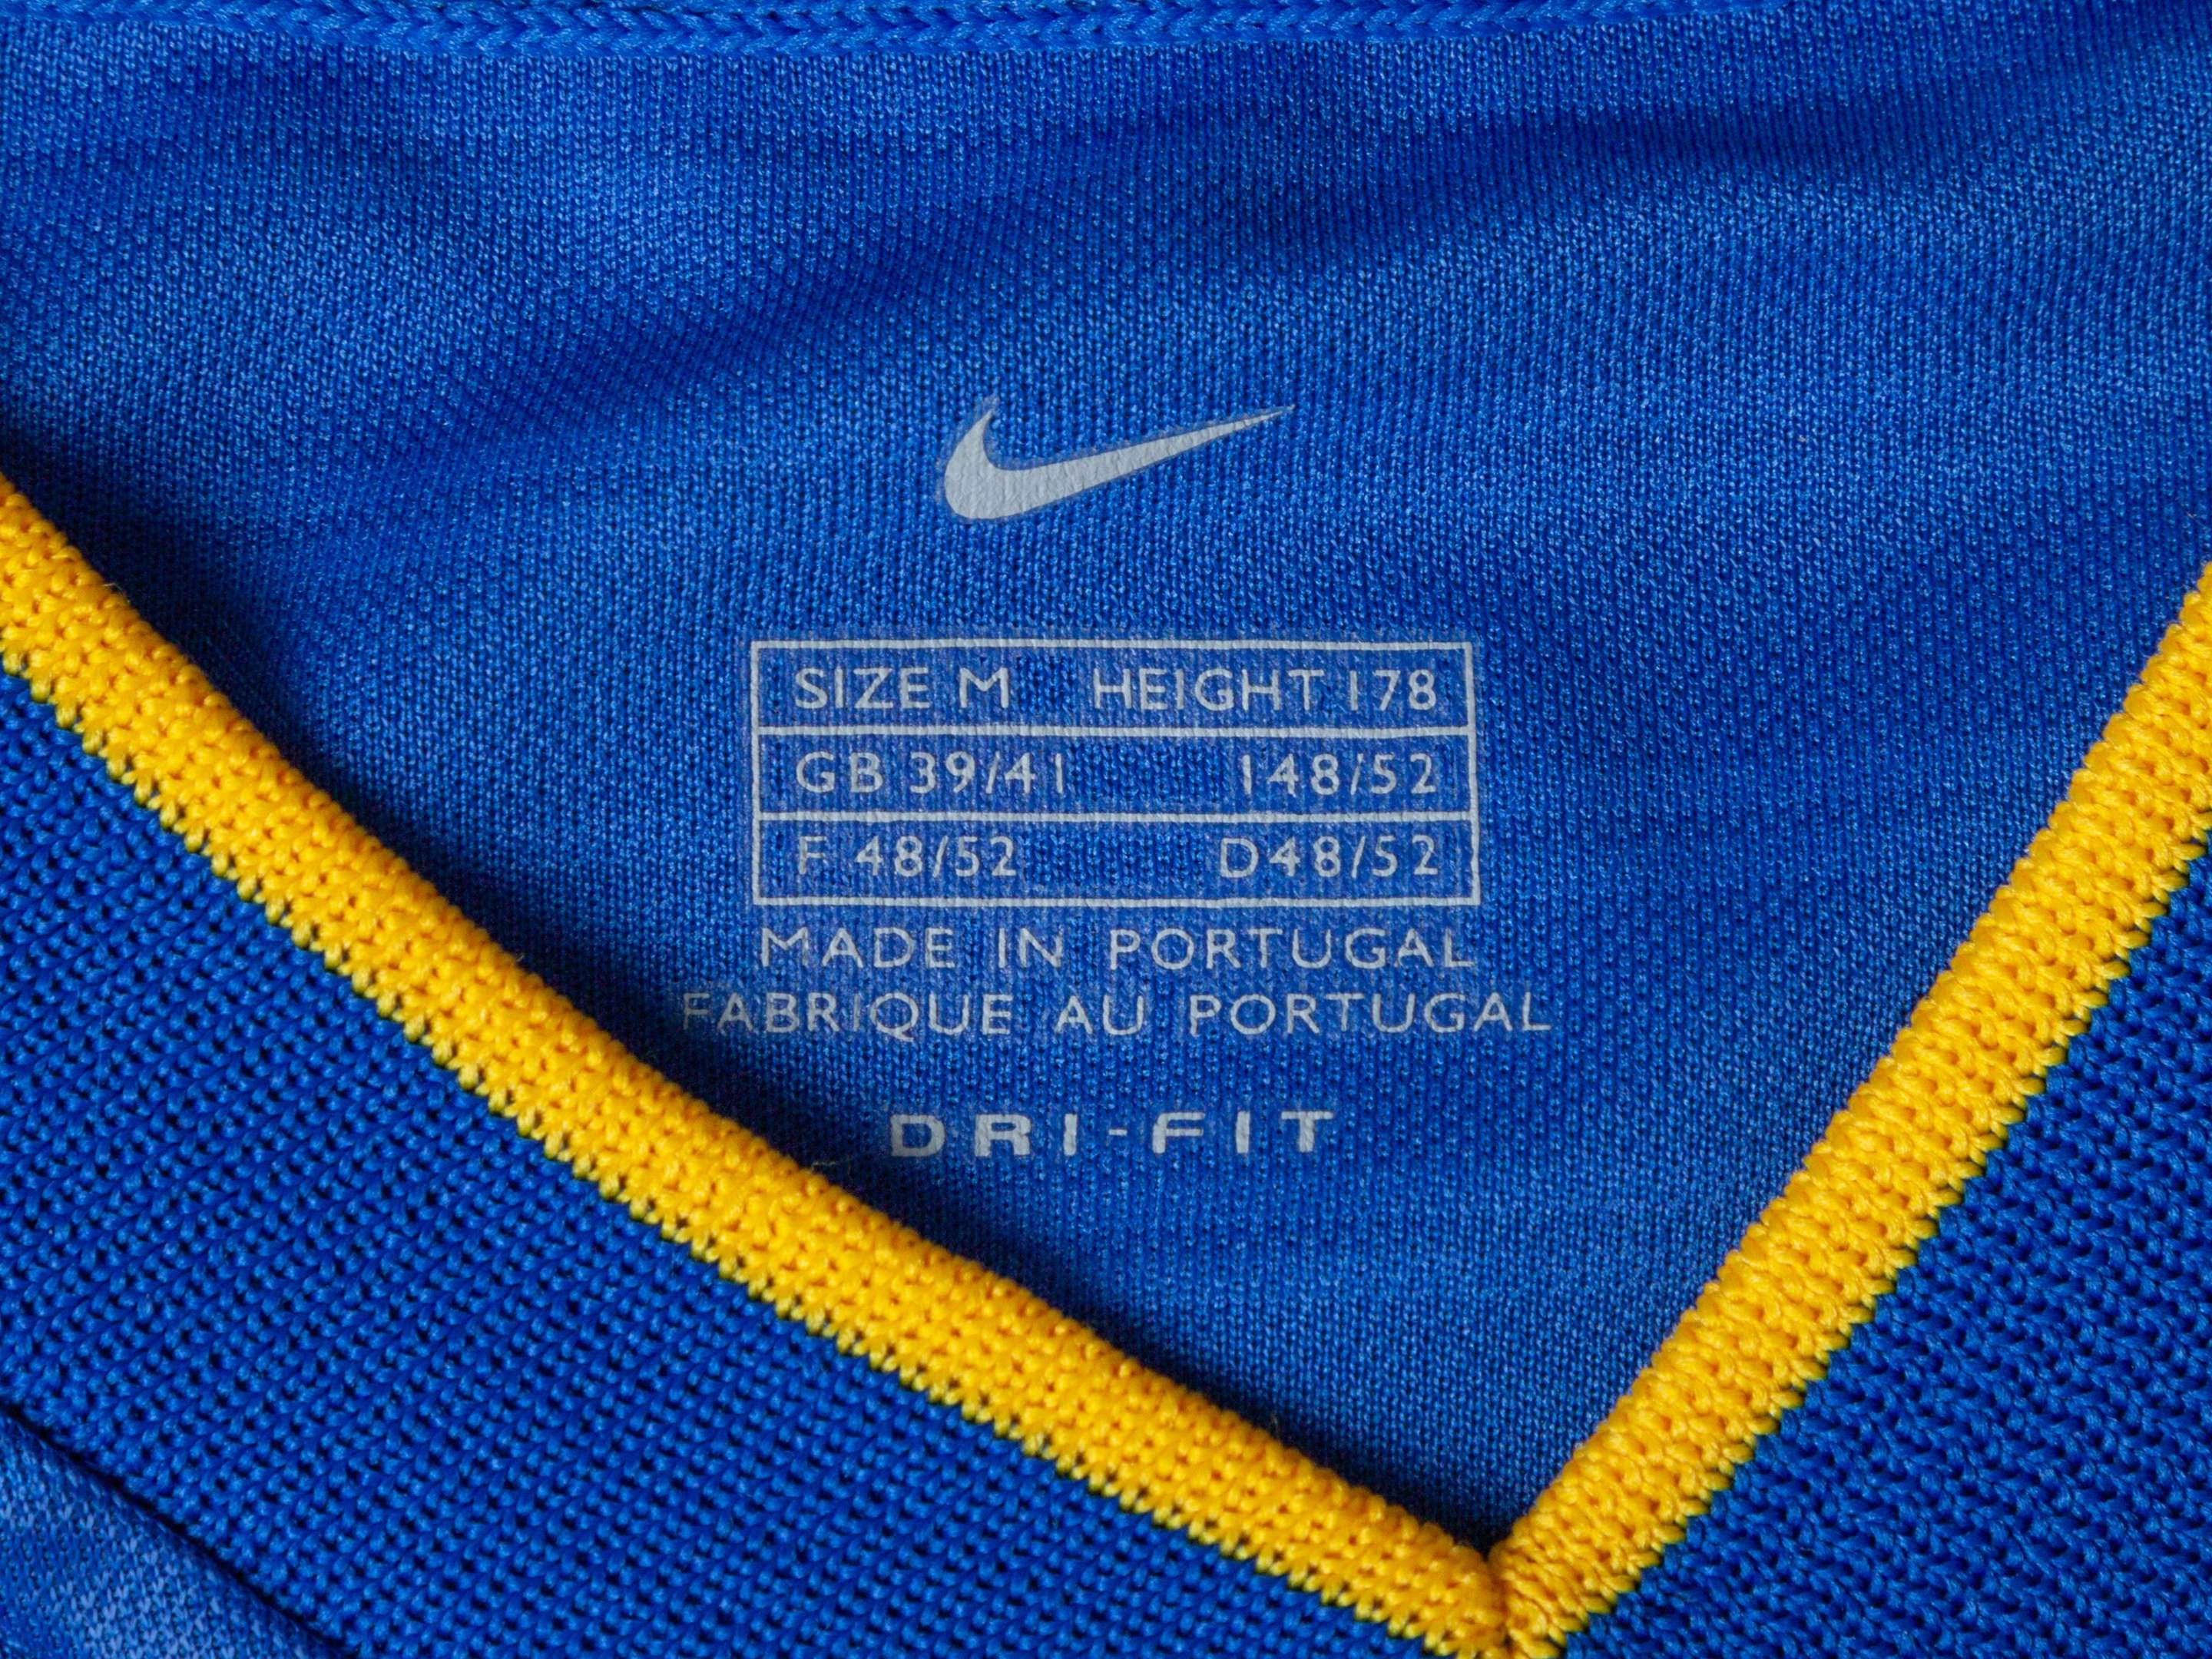 SIZE M HEIGHT 178
GB 39/41 I48/52
F 48/52 D48/52
MADE IN PORTUGAL
FABRIQUE AU PORTUGAL
DRI-FIT